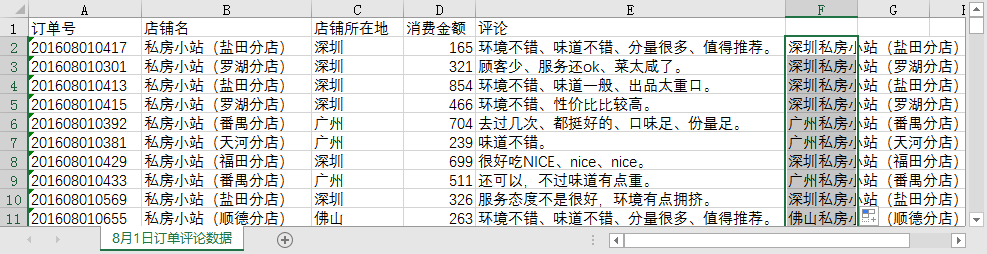 A B C D E F G
1 订单号 店铺名 店铺所在地 消费金额 评论
2 201608010417 私房小站（盐田分店） 深圳 165 环境不错、味道不错、分量很多、值得推荐。 深圳私房小站（盐田分店）
3 201608010301 私房小站（罗湖分店） 深圳 321 顾客少、服务还ok、菜太咸了。 深圳私房小站（罗湖分店）
4 201608010413 私房小站（盐田分店） 深圳 854 环境不错、味道一般、出品太重口。 深圳私房小站（盐田分店）
5 201608010415 私房小站（罗湖分店） 深圳 466 环境不错、性价比比较高。 深圳私房小站（罗湖分店）
6 201608010392 私房小站（番禺分店） 广州 704 去过几次、都挺好的、口味足、份量足。 广州私房小站（番禺分店）
7 201608010381 私房小站（天河分店） 广州 239 味道不错。 广州私房小站（天河分店）
8 201608010429 私房小站（福田分店） 深圳 699 很好吃NICE、nice、nice。 深圳私房小站（福田分店）
9 201608010433 私房小站（番禺分店） 广州 511 还可以，不过味道有点重。 广州私房小站（番禺分店）
10 201608010569 私房小站（盐田分店） 深圳 326 服务态度不是很好，环境有点拥挤。 深圳私房小站（盐田分店）
11 201608010655 私房小站（顺德分店） 佛山 263 环境不错、味道不错、分量很多、值得推荐。 佛山私房（顺德分店）
8月1日订单评论数据